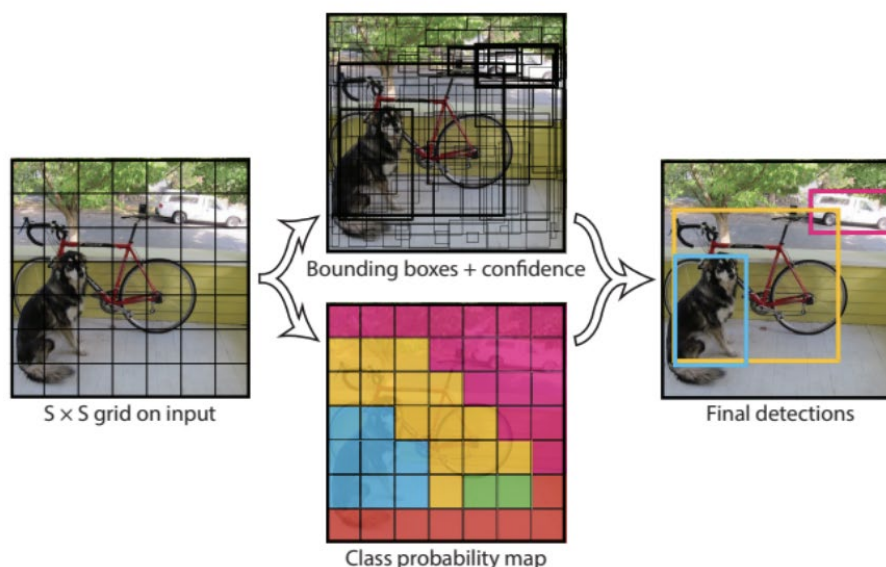 Bounding boxes + confidence
S × S grid on input
Final detections
Class probability map